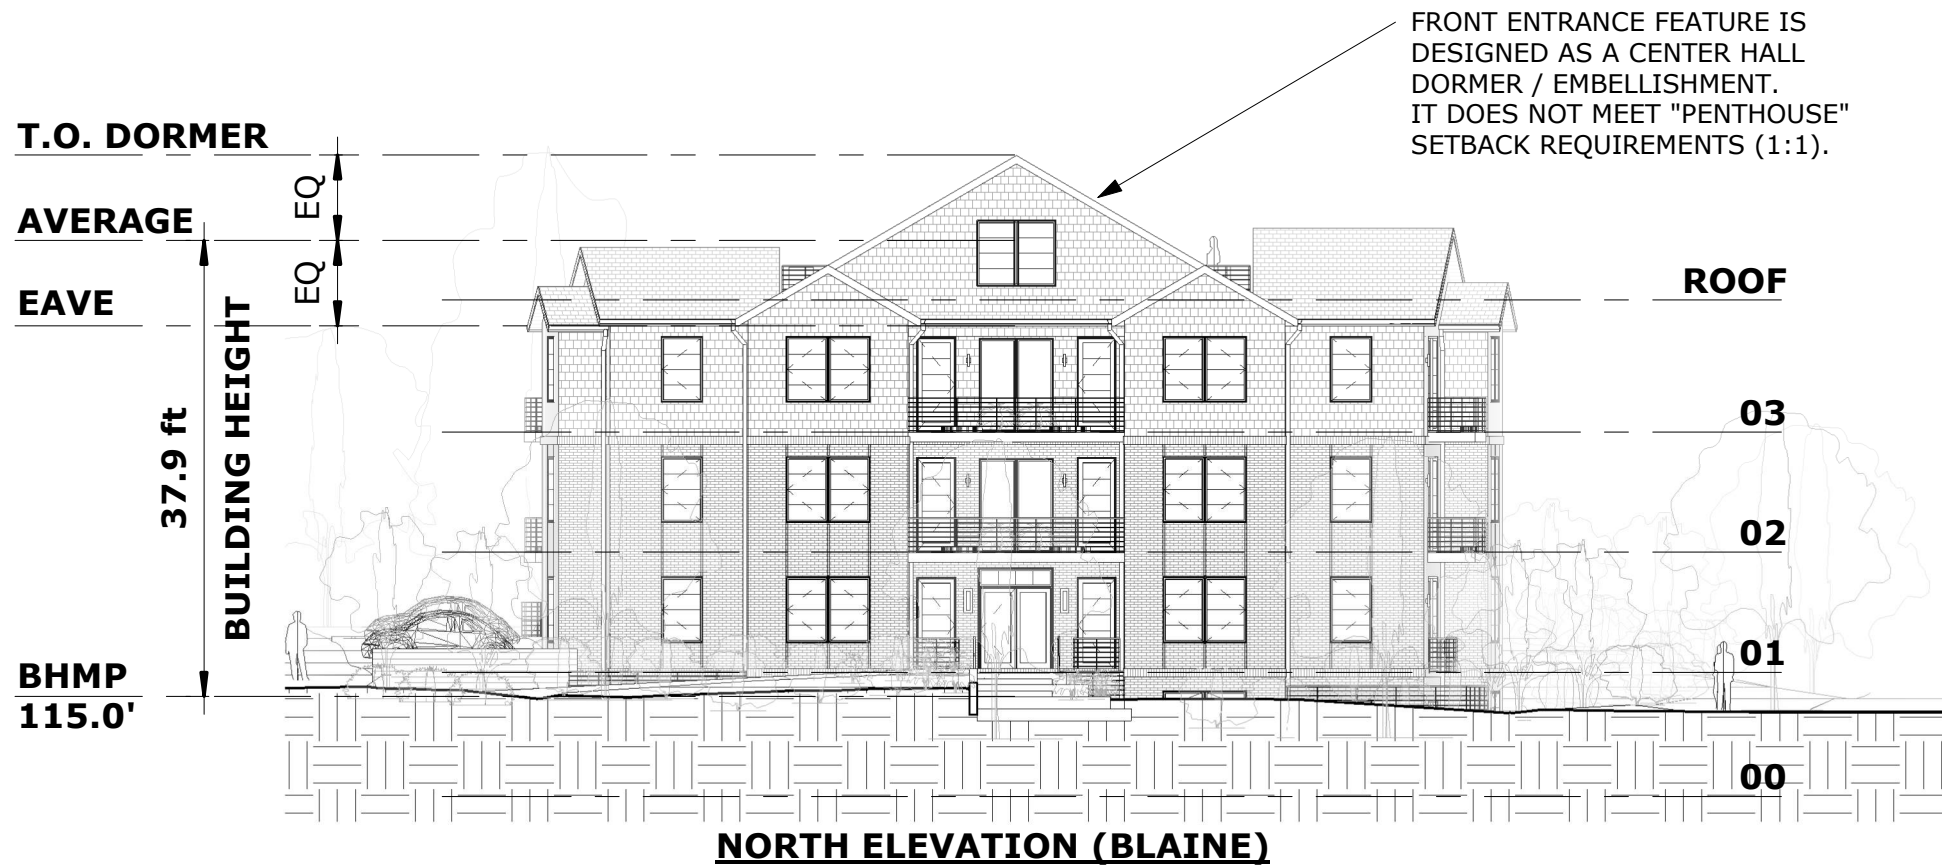 FRONT ENTRANCE FEATURE IS
DESIGNED AS A CENTER HALL
DORMER / EMBELLISHMENT.
IT DOES NOT MEET "PENTHOUSE"
SETBACK REQUIREMENTS (1:1).
T.O. DORMER
EQ
AVERAGE
EQ
EAVE
ROOF
37.9 ft
BUILDING HEIGHT
03
02
01
BHMP
115.0'
00
NORTH ELEVATION (BLAINE)